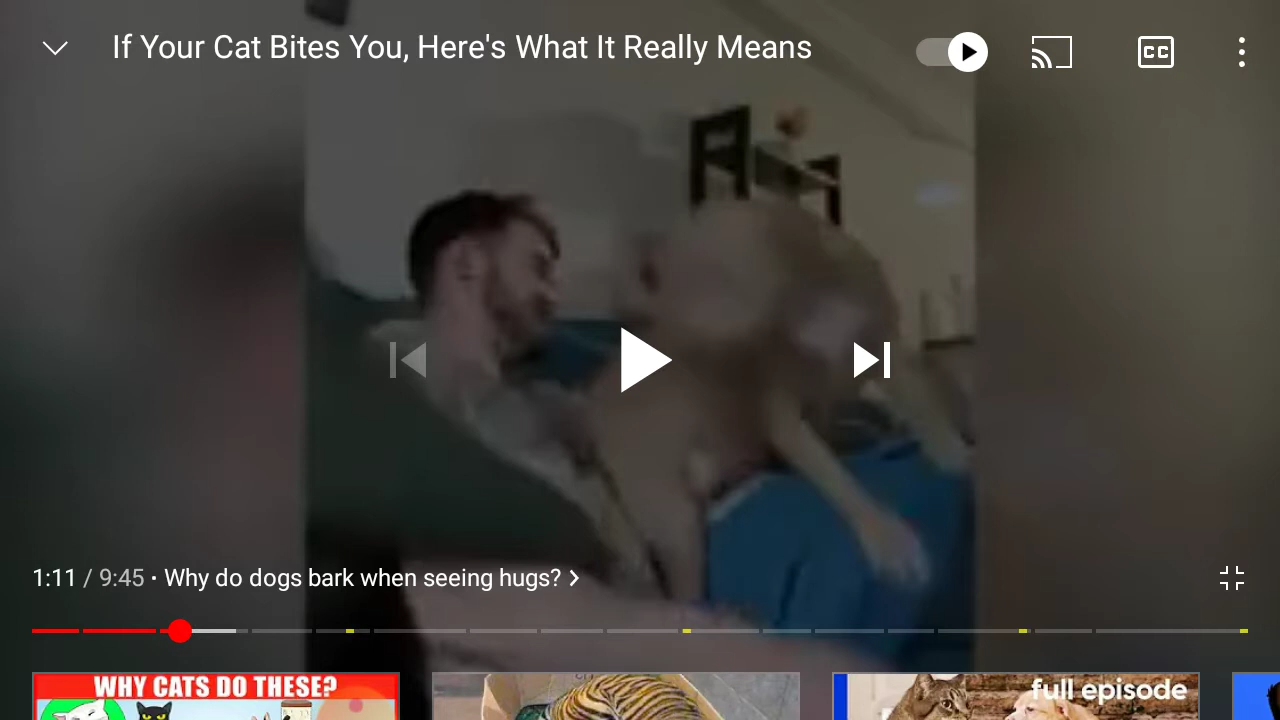 If Your Cat Bites You, Here's What It Really Means
CC
1:11 / 9:45 · Why do dogs bark when seeing hugs?
WHY CATS DO THESE?
full episode